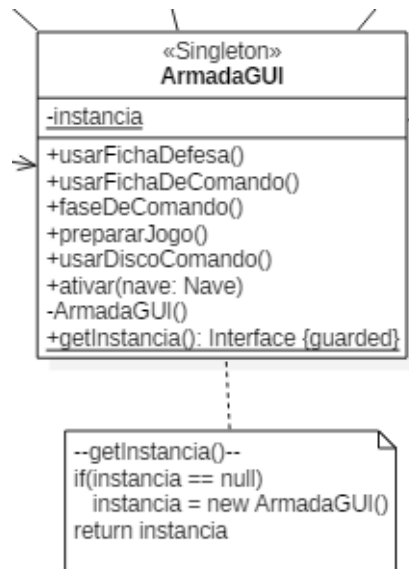 «Singleton»
ArmadaGUI
-instancia
+usarFichaDefesa()
+usarFichaDeComando()
+faseDeComando()
+prepararJogo()
+usarDiscoComando()
+ativar(nave: Nave)
-ArmadaGUI()
+getInstancia(): Interface {guarded}
--getInstancia()--
if(instancia == null)
instancia = new ArmadaGUI()
return instancia